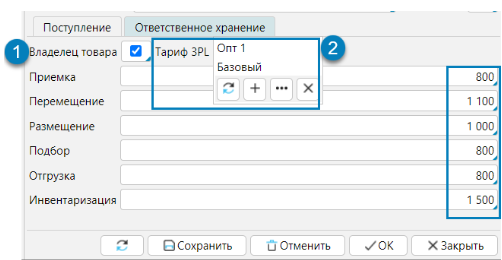 Поступление Ответственное хранение
1 Владелец товара Тариф 3PL Опт 1 2
Базовый
Приемка 800
Перемещение 1 100
Размещение 1 000
Подбор 800
Отгрузка 800
Инвентаризация 1 500
Сохранить Отменить ОК Закрыть